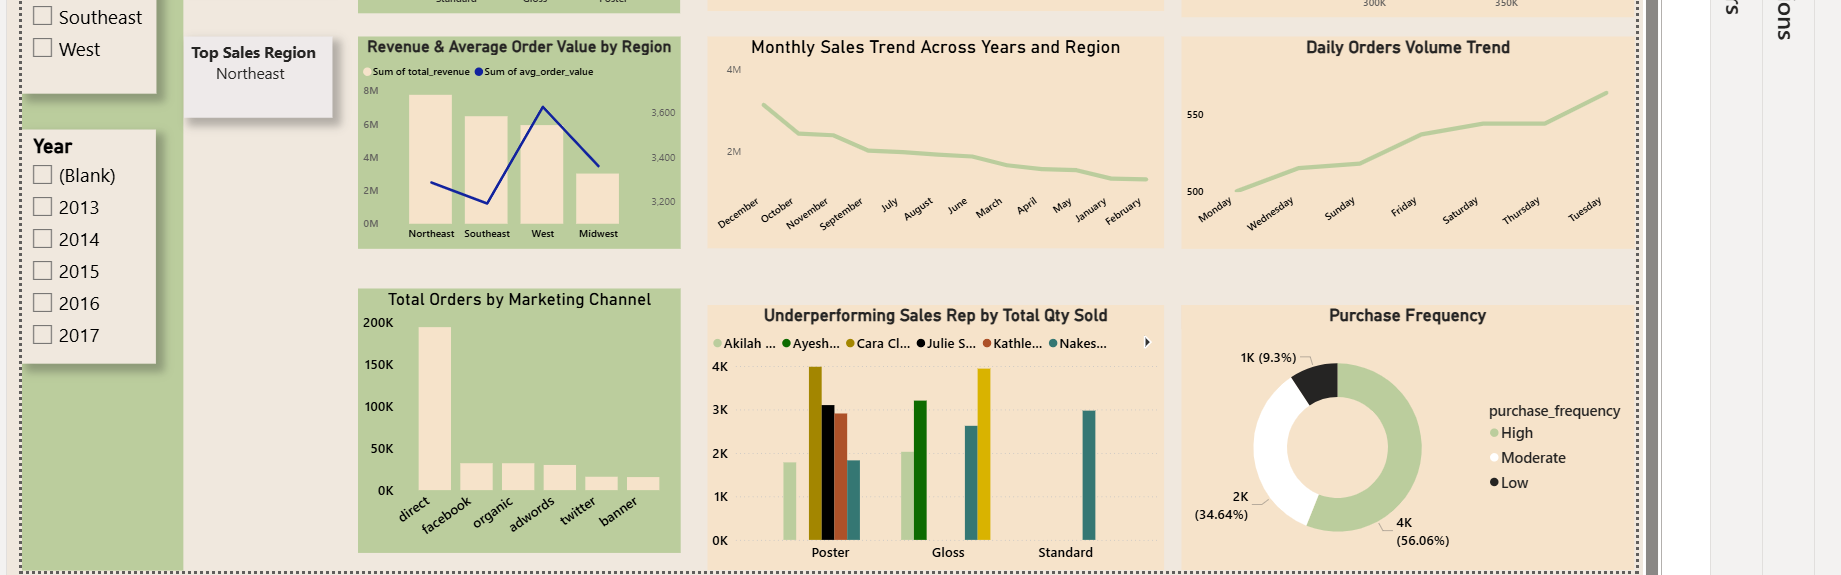 Southeast
West
Standard Gloss Poster
300K 350K
Top Sales Region
Northeast
Year
(Blank)
2013
2014
2015
2016
2017
Revenue & Average Order Value by Region
Sum of total_revenue Sum of avg_order_value
8M
6M
4M
2M
0M
3,600
3,400
3,200
Northeast Southeast West Midwest
Monthly Sales Trend Across Years and Region
4M
2M
December October November September July August June March April May January February
Daily Orders Volume Trend
550
500
Monday Wednesday Sunday Friday Saturday Thursday Tuesday
Total Orders by Marketing Channel
200K
150K
100K
50K
0K
direct facebook organic adwords twitter banner
Underperforming Sales Rep by Total Qty Sold
Akilah ... Ayesh... Cara Cl... Julie S... Kathle... Nakes...
4K
3K
2K
1K
0K
Poster Gloss Standard
Purchase Frequency
1K (9.3%)
2K
(34.64%)
4K
(56.06%)
purchase_frequency
High
Moderate
Low
s
ons